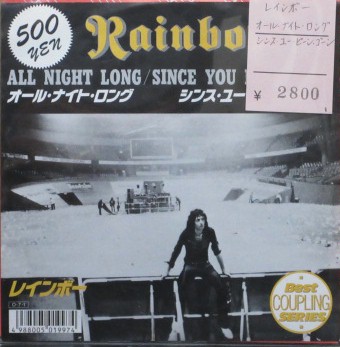 500
YEN
Rainbo
レインボー
オール・ナイト・ロング
シンス・ユー・ビーン・ゴーン
¥ 2800
ALL NIGHT LONG/SINCE YOU
オール・ナイト・ロング シンス・ユー・
レインボー
Best
COUPLING
SERIES
4988005019974